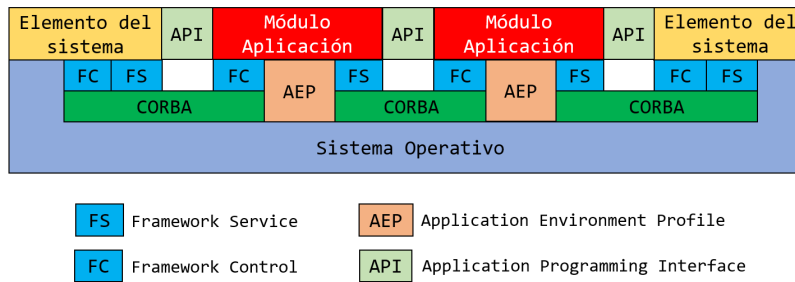 Elemento del
sistema
API
Módulo
Aplicación
API
Módulo
Aplicación
API
Elemento del
sistema
FC FS FC AEP FS FC AEP FS FC FS
CORBA CORBA CORBA
Sistema Operativo
FS Framework Service
AEP Application Environment Profile
FC Framework Control
API Application Programming Interface